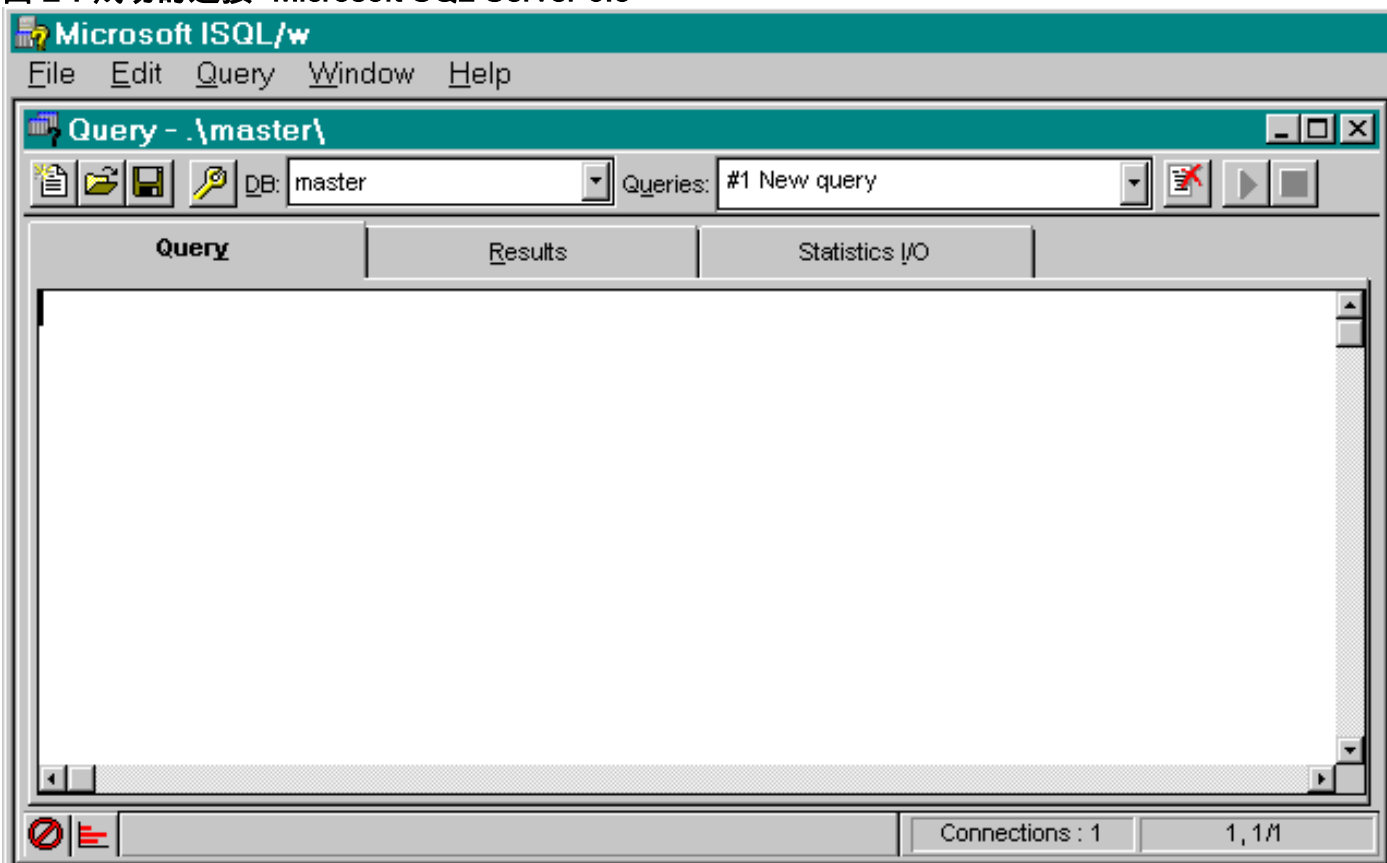 Microsoft ISQL/w
File Edit Query Window Help
Query - .\master\
DB: master Queries: #1 New query
Query Results Statistics I/O
Connections : 1 1, 1/1